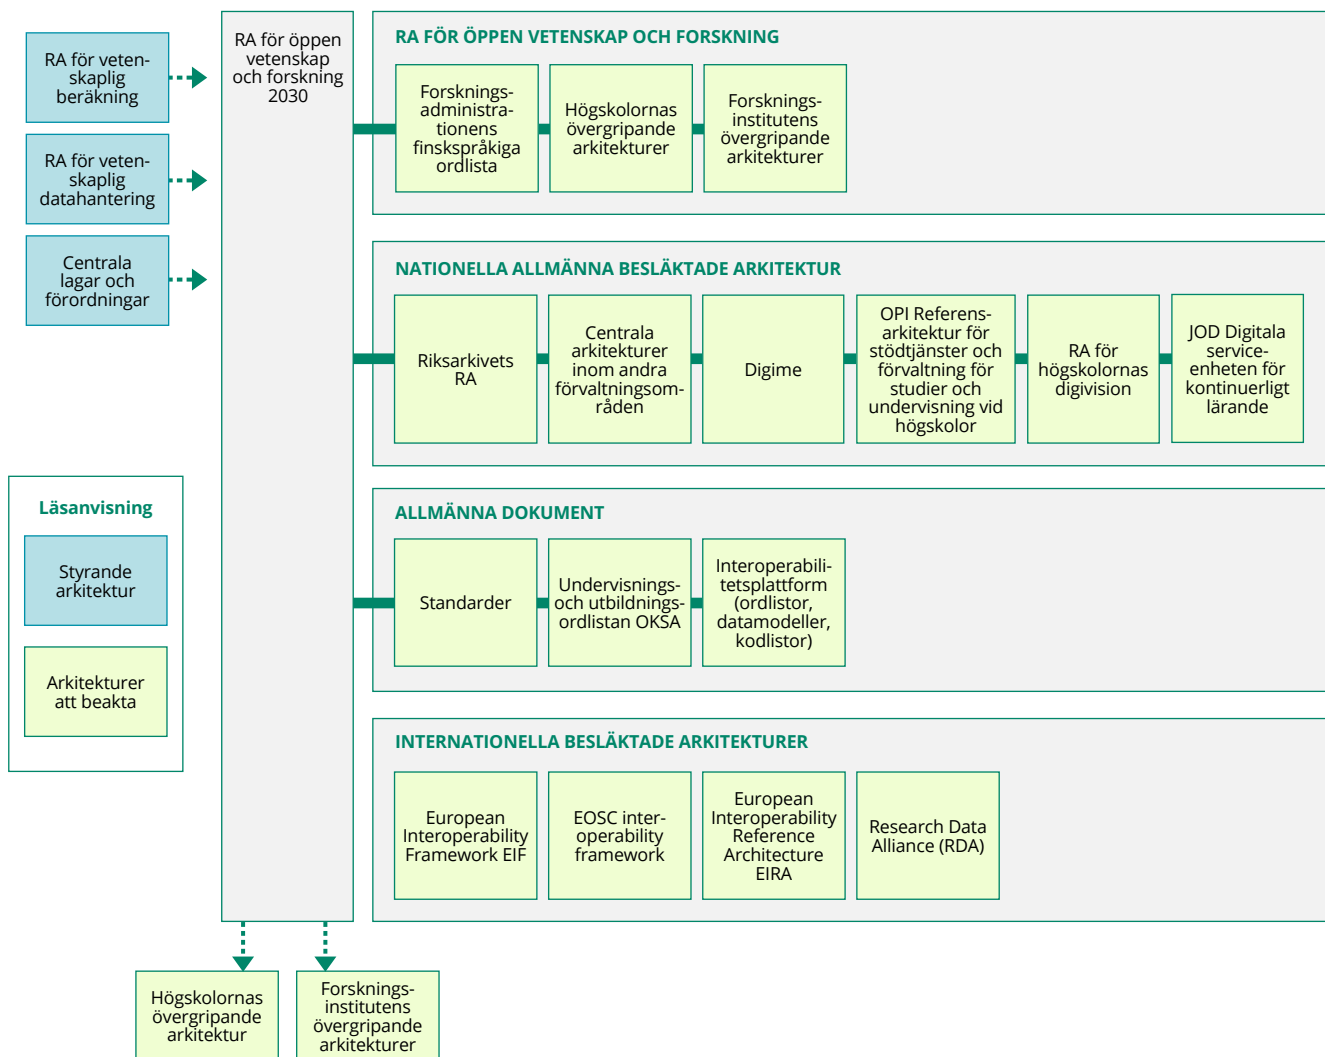 RA för veten-
skaplig
beräkning
RA för veten-
skaplig
datahantering
Centrala
lagar och
förordningar
RA för öppen
vetenskap
och forskning
2030
RA FÖR ÖPPEN VETENSKAP OCH FORSKNING
Forsknings-
administra-
tionens
finskspråkiga
ordlista
Högskolornas
övergripande
arkitekturer
Forsknings-
institutens
övergripande
arkitekturer
NATIONELLA ALLMÄNNA BESLÄKTADE ARKITEKTUR
Riksarkivets
RA
Centrala
arkitekturer
inom andra
förvaltningsom-
råden
Digime
OPI Referens-
arkitektur för
stödtjänster och
förvaltning för
studier och
undervisning vid
högskolor
RA för
högskolornas
digivision
JOD Digitala
service-
enheten för
kontinuerligt
lärande
Läsanvisning
Styrande
arkitektur
Arkitekturer
att beakta
ALLMÄNNA DOKUMENT
Standarder
Undervisnings-
och utbildnings-
ordlistan OKSA
Interoperabili-
tetsplattform
(ordlistor,
datamodeller,
kodlistor)
INTERNATIONELLA BESLÄKTADE ARKITEKTURER
European
Interoperability
Framework EIF
EOSC inter-
operability
framework
European
Interoperability
Reference
Architecture
EIRA
Research Data
Alliance (RDA)
Högskolornas
övergripande
arkitektur
Forsknings-
institutens
övergripande
arkitekturer